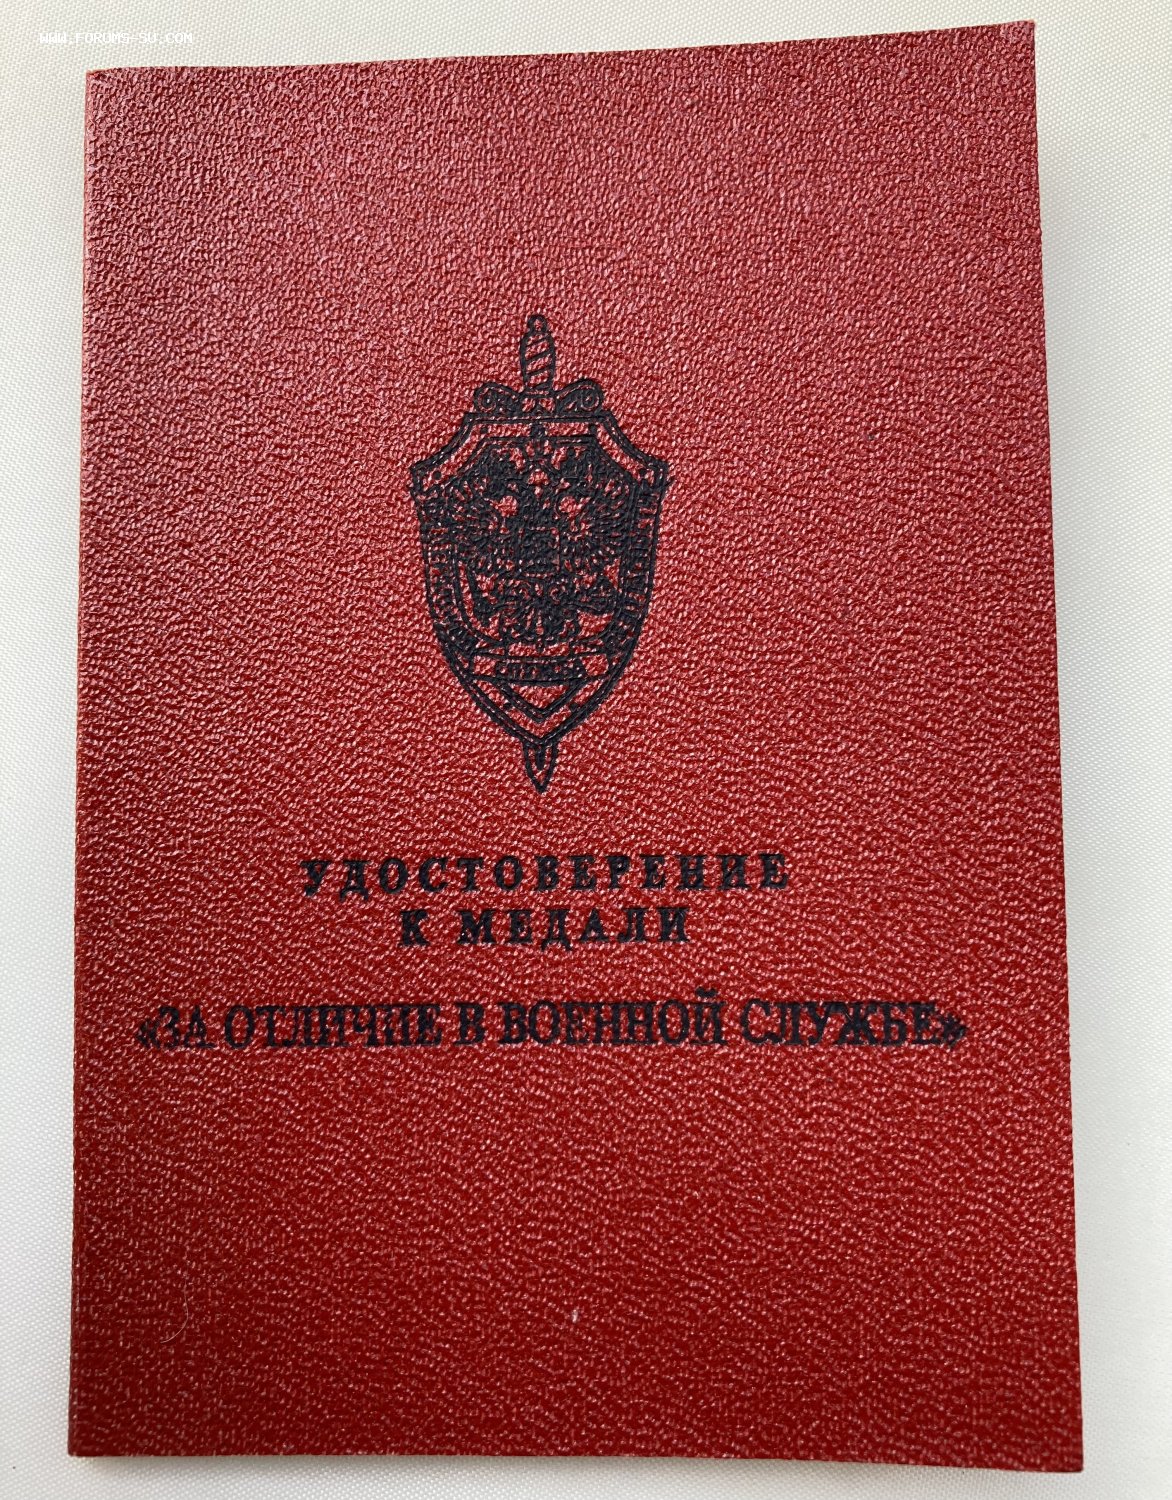 WWW.FORUMS-SU.COM
УДОСТОВЕРЕНИЕ
К МЕДАЛИ
«ЗА ОТЛИЧИЕ В ВОЕННОЙ СЛУЖБЕ»